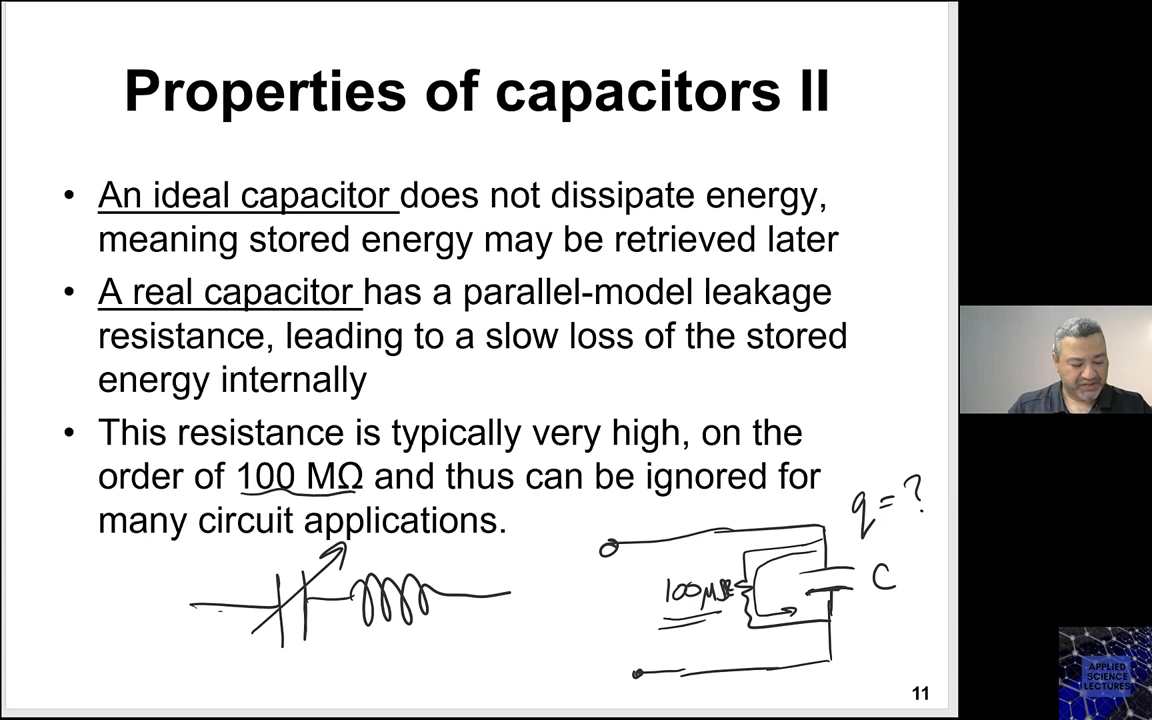 Properties of capacitors II
• An ideal capacitor does not dissipate energy,
meaning stored energy may be retrieved later
• A real capacitor has a parallel-model leakage
resistance, leading to a slow loss of the stored
energy internally
• This resistance is typically very high, on the
order of 100 MΩ and thus can be ignored for
many circuit applications.
q = ?
100MΩ
C
11
APPLIED
SCIENCE
LECTURES